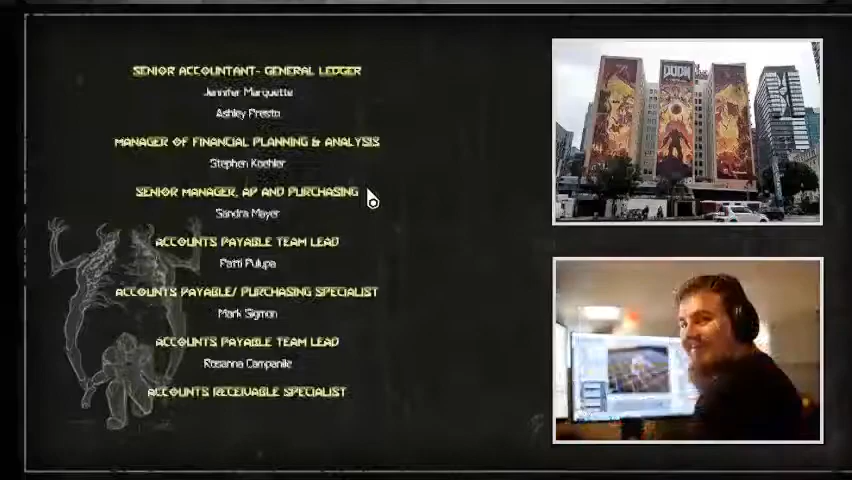 SENIOR ACCOUNTANT- GENERAL LEDGER
Jennifer Marquette
Ashley Presto
MANAGER OF FINANCIAL PLANNING & ANALYSIS
Stephen Koehler
SENIOR MANAGER, AP AND PURCHASING
Sandra Mayer
ACCOUNTS PAYABLE TEAM LEAD
Patti Pulupa
ACCOUNTS PAYABLE/ PURCHASING SPECIALIST
Mark Sigmon
ACCOUNTS PAYABLE TEAM LEAD
Rosanna Campanile
ACCOUNTS RECEIVABLE SPECIALIST
DOOM